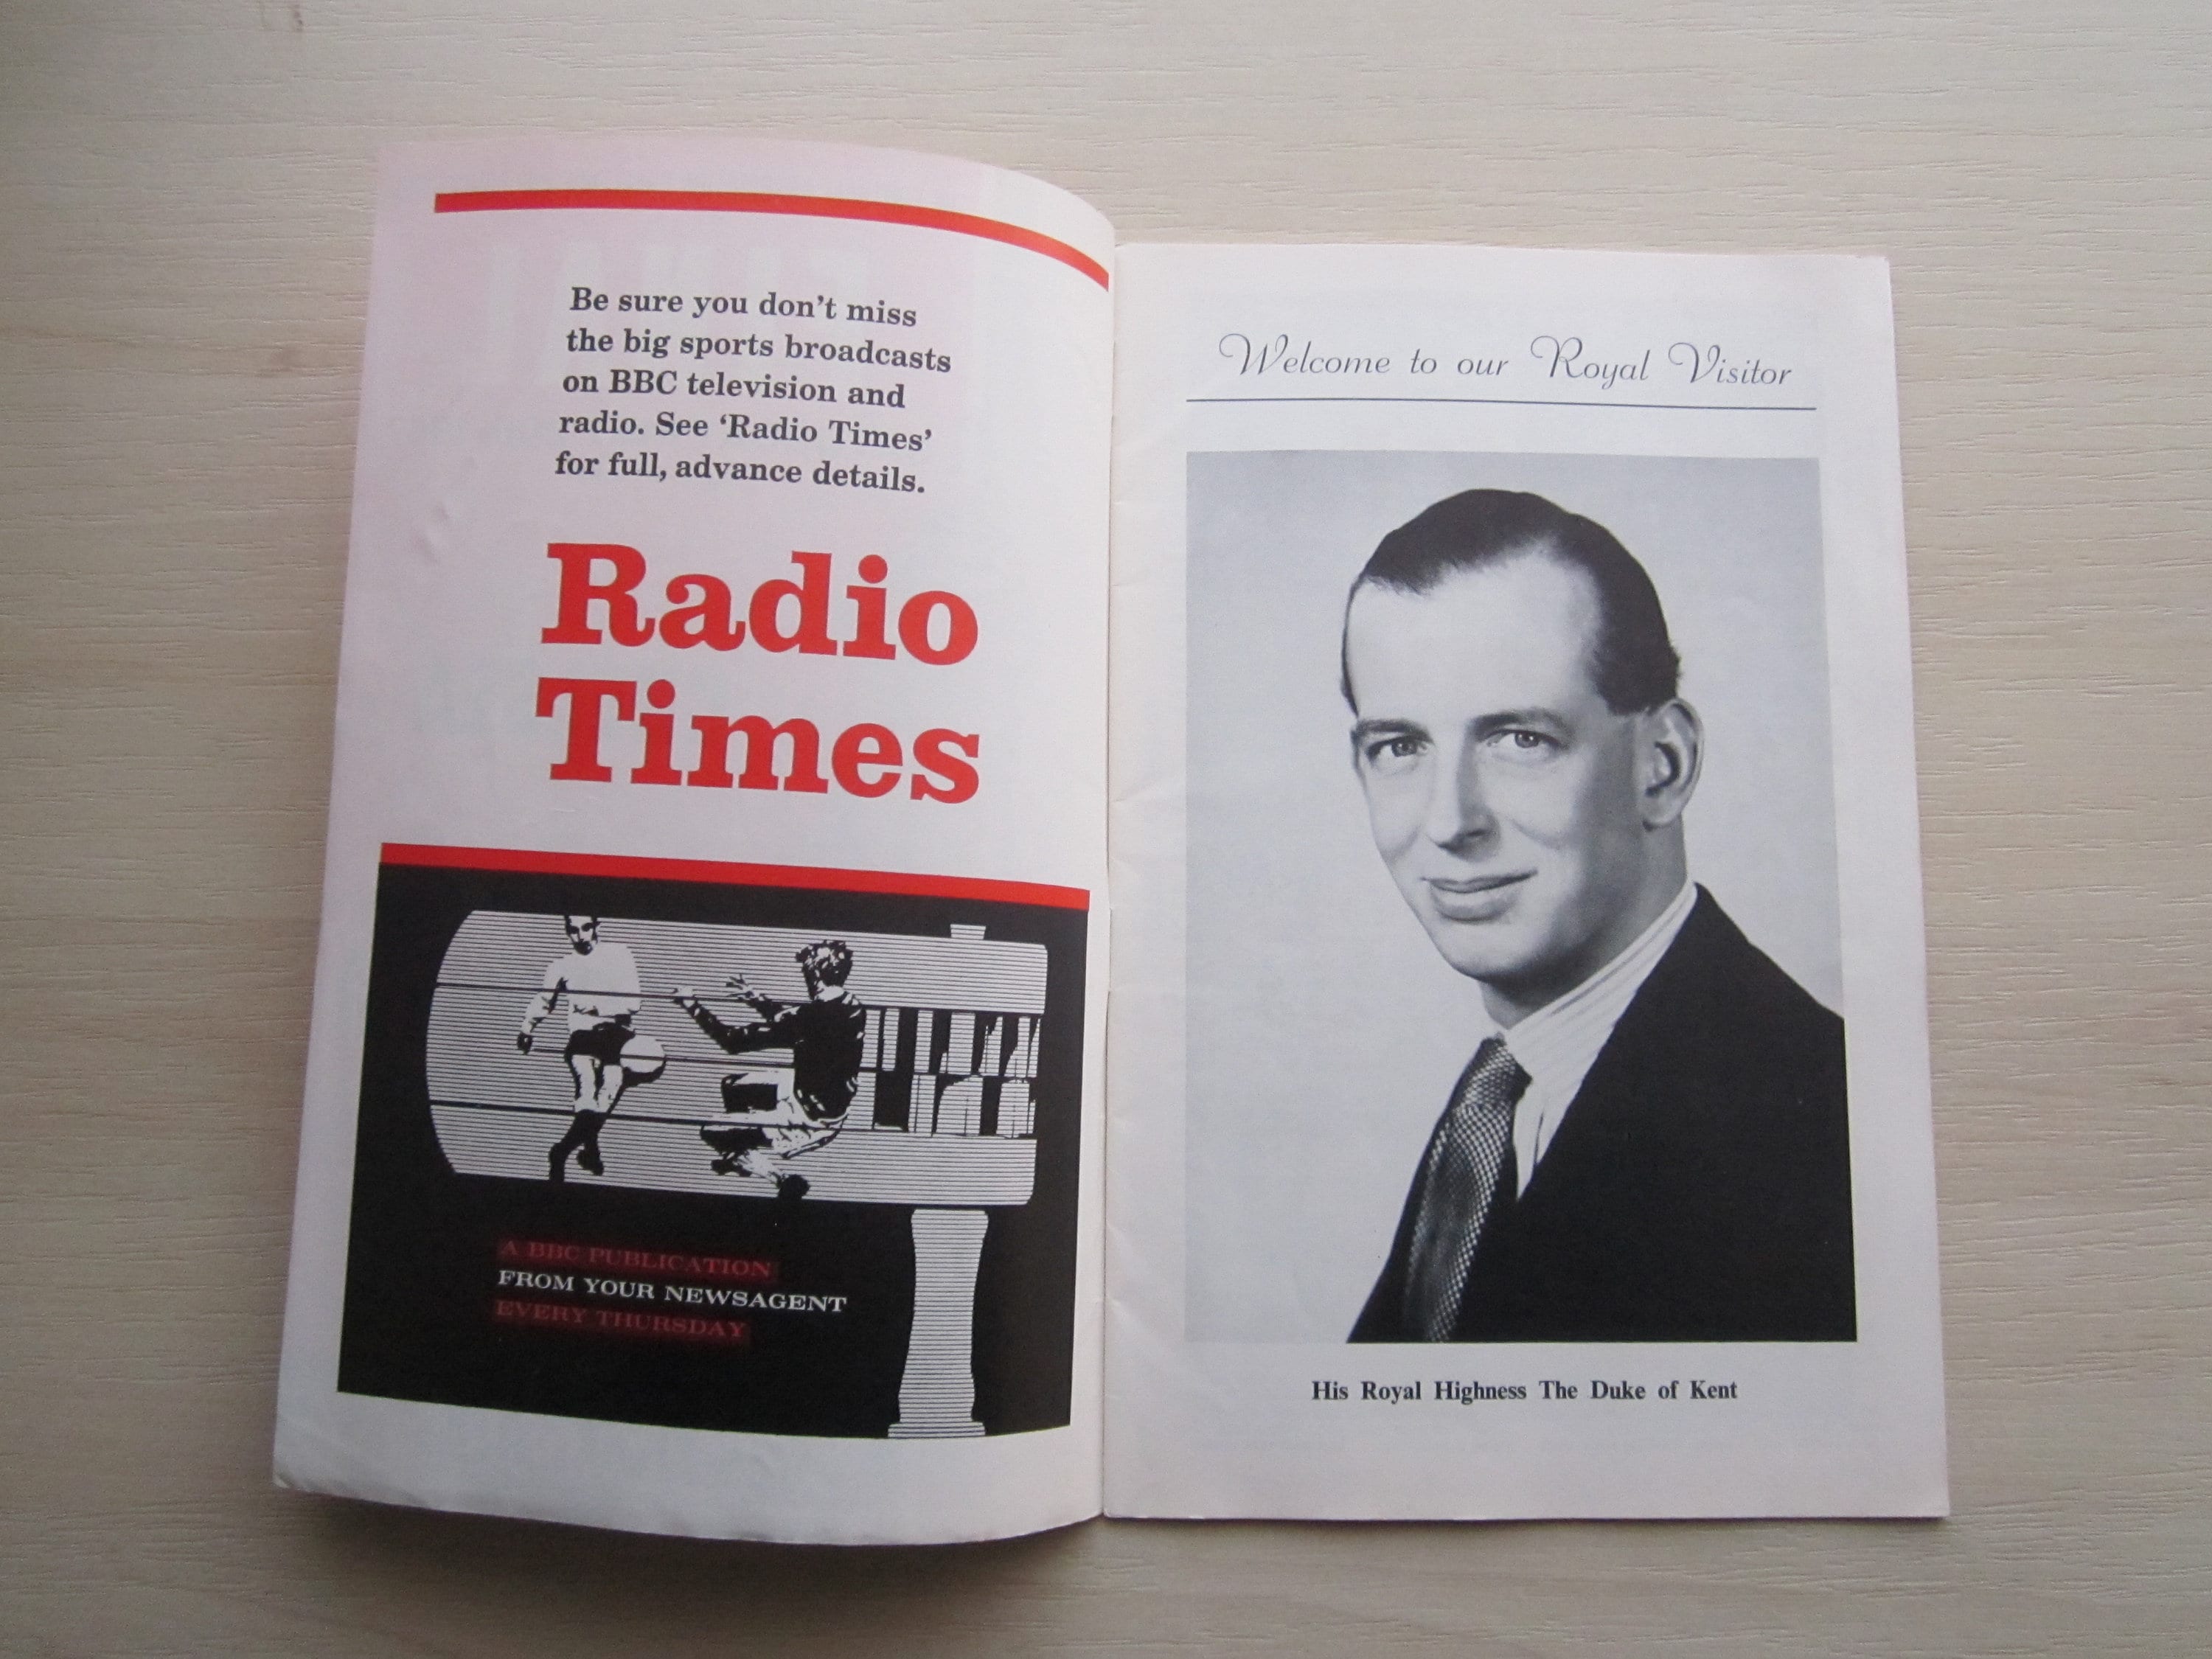 Be sure you don't miss
the big sports broadcasts
on BBC television and
radio. See ‘Radio Times’
for full, advance details.
Radio
Times
A BBC PUBLICATION
FROM YOUR NEWSAGENT
EVERY THURSDAY
Welcome to our Royal Visitor
His Royal Highness The Duke of Kent